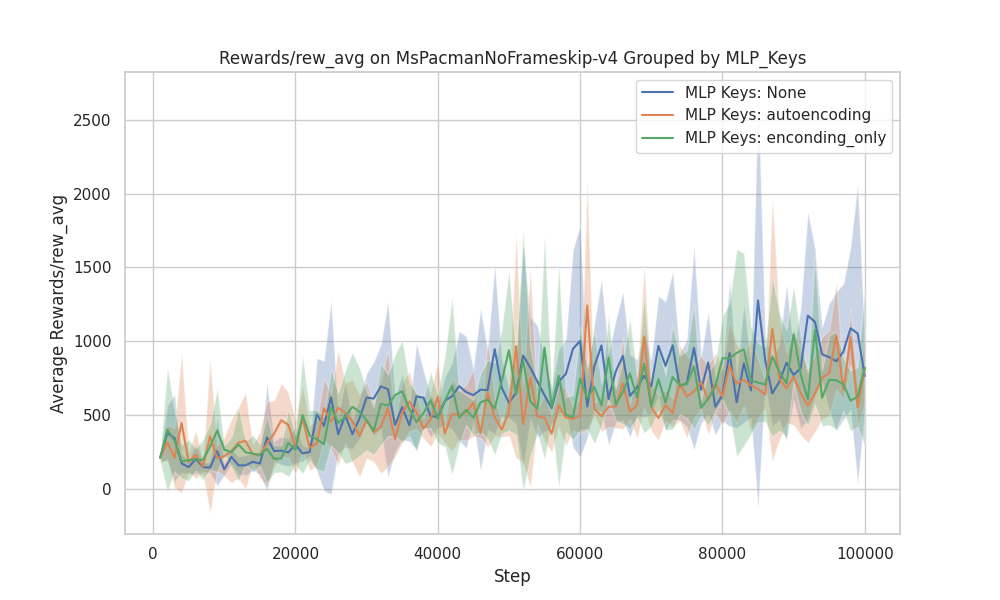 Rewards/rew_avg on MsPacmanNoFrameskip-v4 Grouped by MLP_Keys
MLP Keys: None
MLP Keys: autoencoding
MLP Keys: enconding_only
Average Rewards/rew_avg
2500
2000
1500
1000
500
0
0 20000 40000 60000 80000 100000
Step